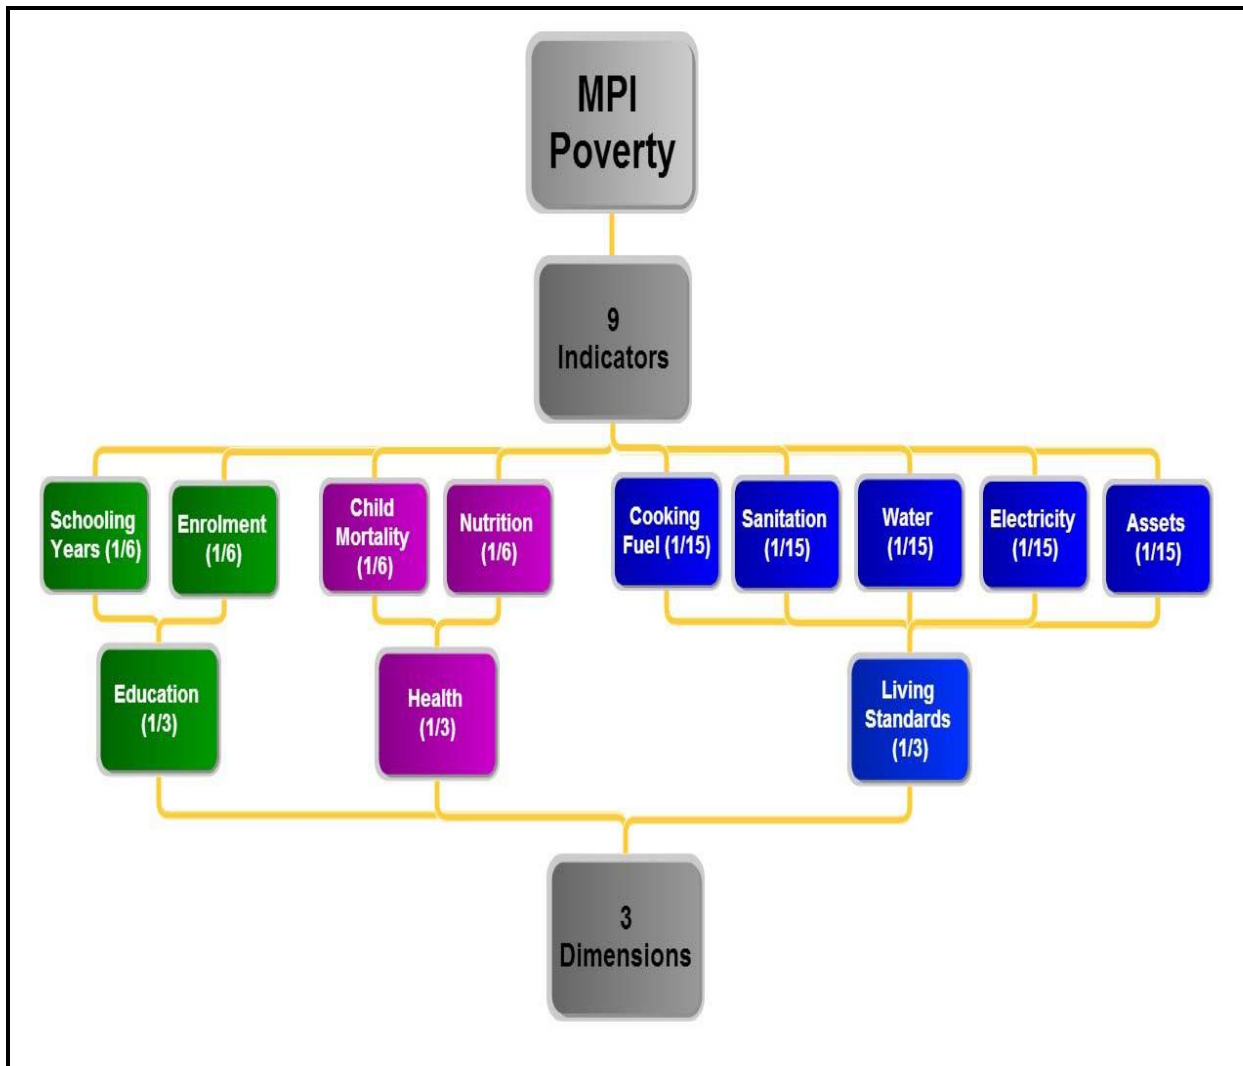 MPI
Poverty
9
Indicators
Schooling
Years (1/6)
Enrolment
(1/6)
Child
Mortality
(1/6)
Nutrition
(1/6)
Cooking
Fuel (1/15)
Sanitation
(1/15)
Water
(1/15)
Electricity
(1/15)
Assets
(1/15)
Education
(1/3)
Health
(1/3)
Living
Standards
(1/3)
3
Dimensions